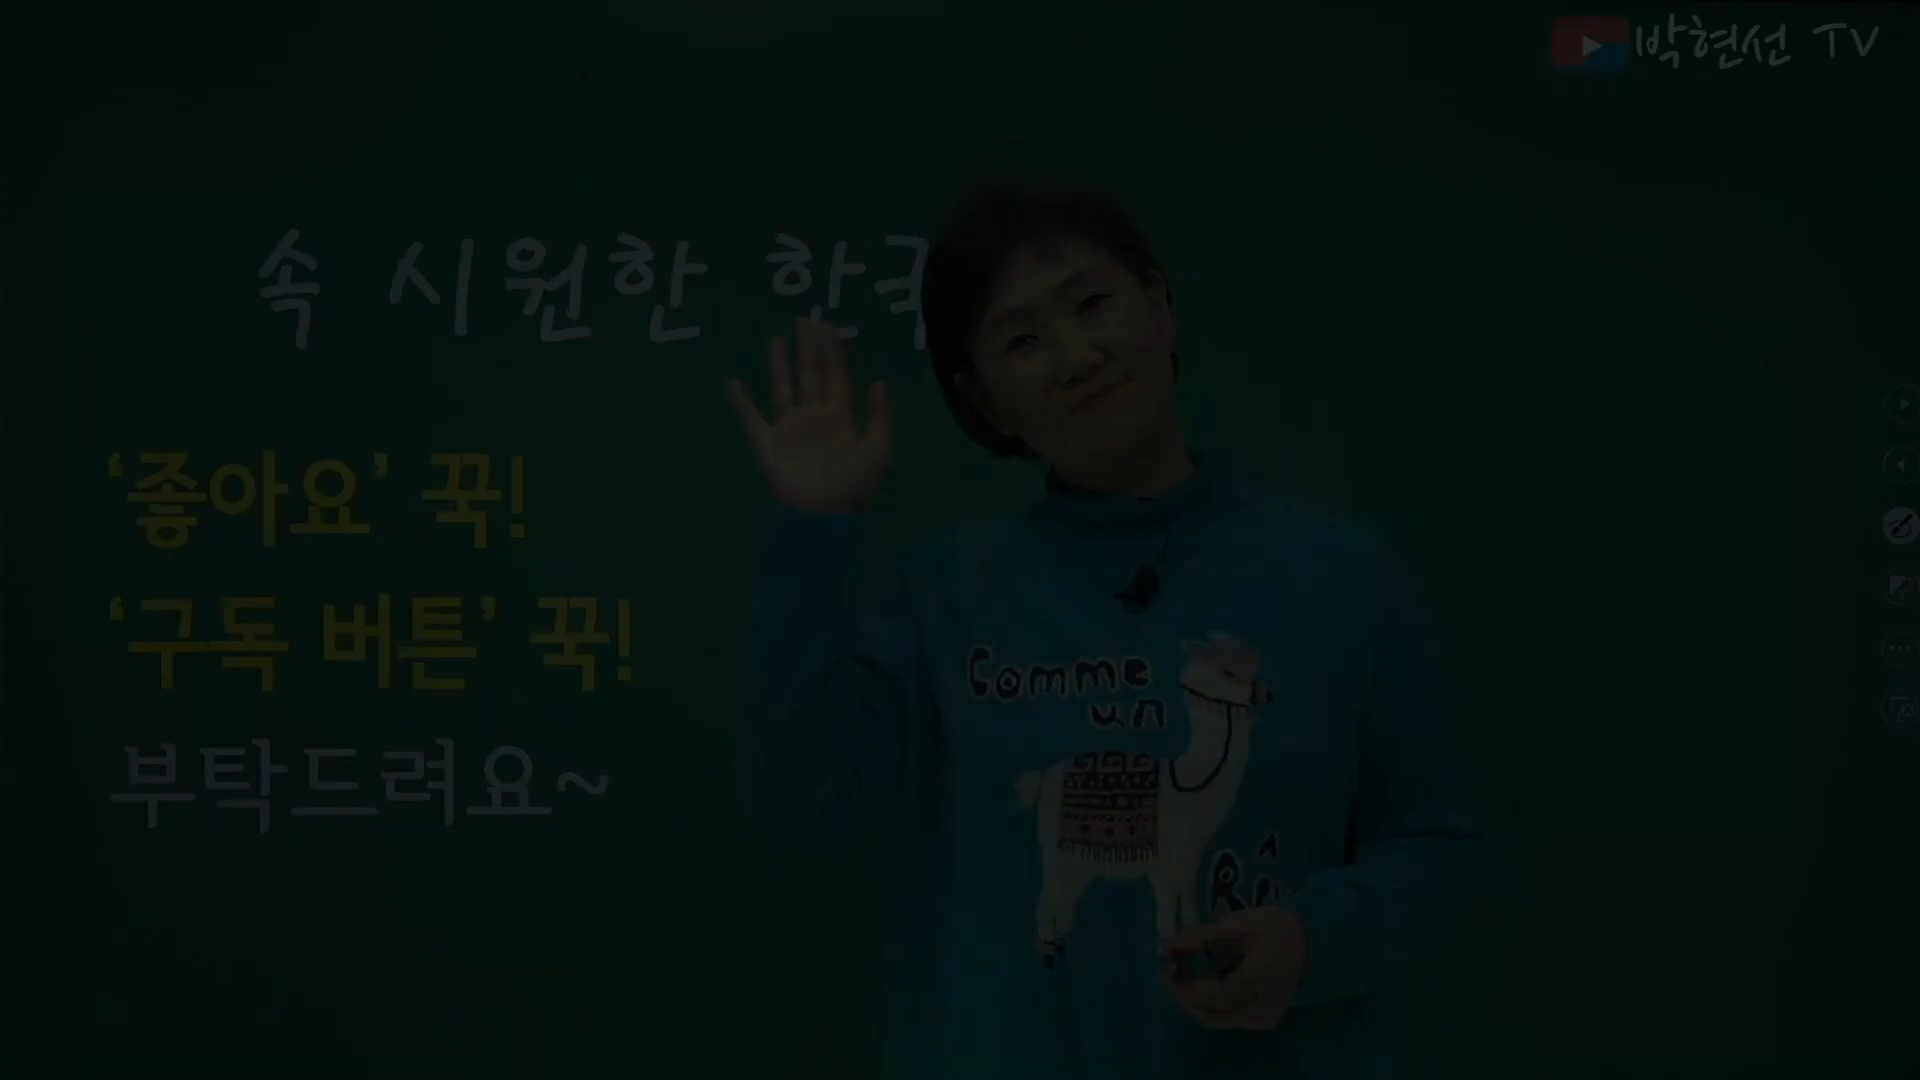 박현선 TV
속 시원한 한국
‘좋아요’ 꾹!
‘구독 버튼’ 꾹!
부탁드려요~
Comme
un